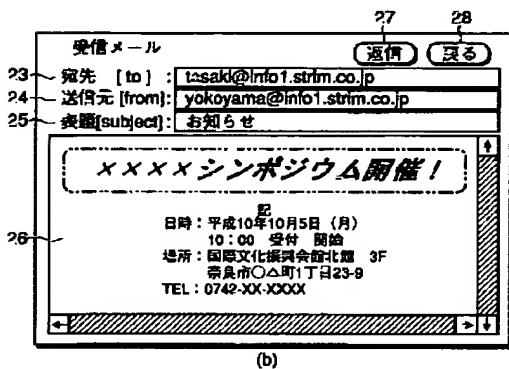 27 28
受信メール 返信 戻る
23 宛先 [to] : tasaki@info1.strim.co.jp
24 送信元 [from]: yokoyama@info1.strim.co.jp
25 表題[subject]: お知らせ
××××シンポジウム開催！
記
日時：平成10年10月5日（月）
10：00 受付 開始
26
場所：国際文化振興会館北館 3F
奈良市○△町1丁目23-9
TEL：0742-XX-XXXX
(b)